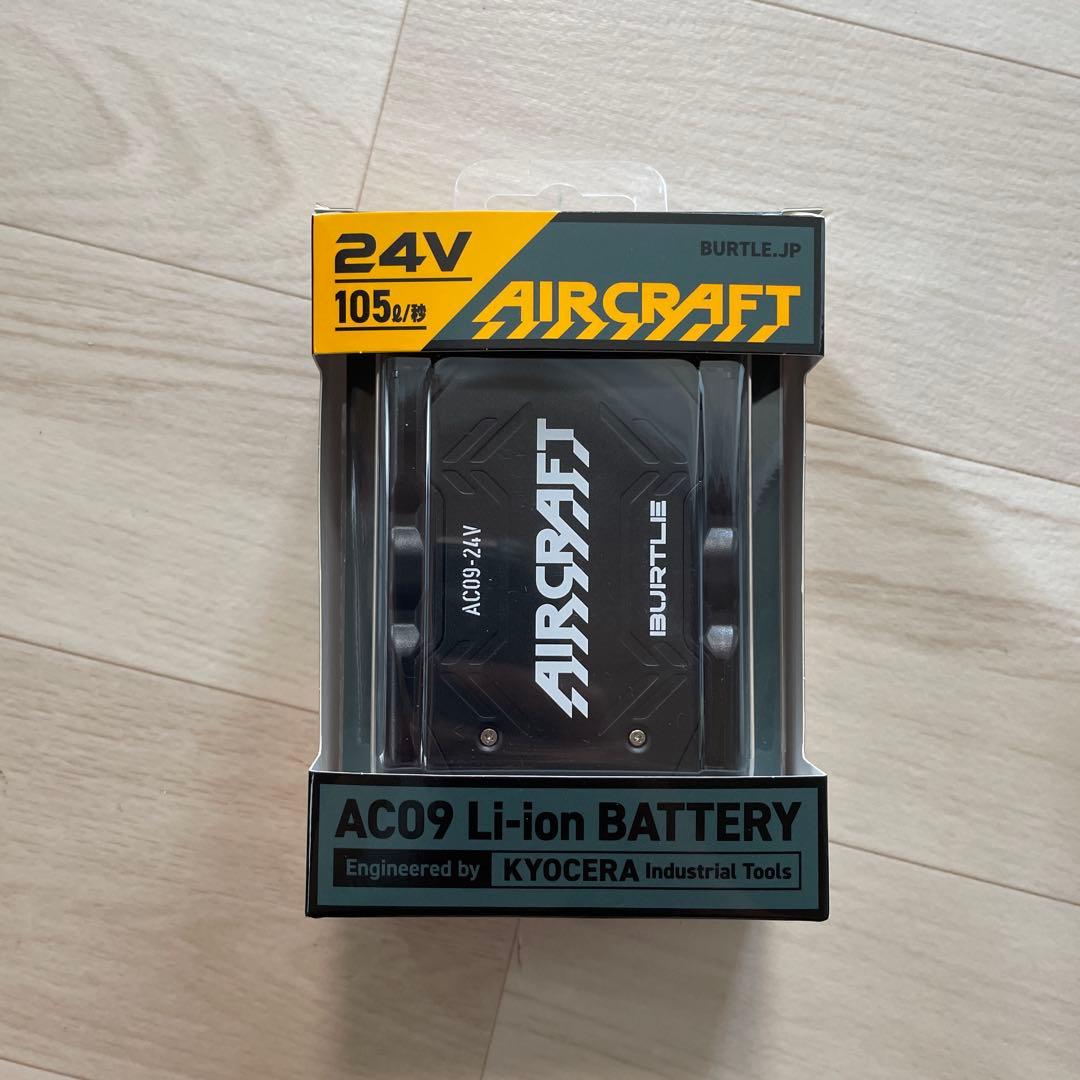 24V
BURTLE.JP
105ℓ/秒
AIRCRAFT
AC09-24V
AIRCRAFT
BURTLE
AC09 Li-ion BATTERY
Engineered by KYOCERA Industrial Tools